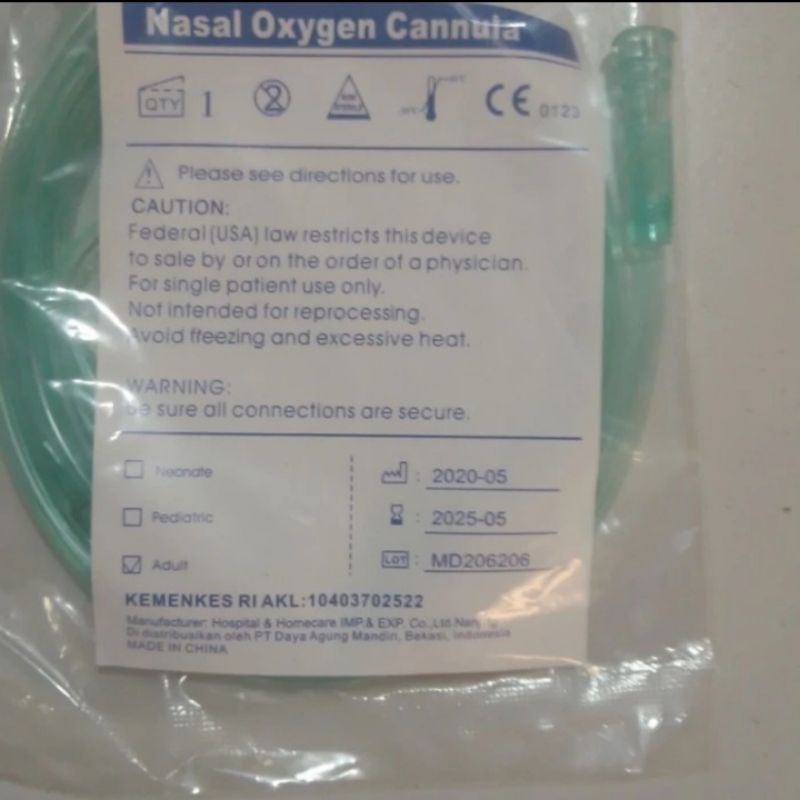 Nasal Oxygen Cannula
QTY 1 2 CE 0123
Please see directions for use.
CAUTION:
Federal (USA) law restricts this device
to sale by or on the order of a physician.
For single patient use only.
Not intended for reprocessing.
Avoid freezing and excessive heat.
WARNING:
Be sure all connections are secure.
Neonate : 2020-05
Pediatric : 2025-05
Adult LOT : MD206206
KEMENKES RI AKL:10403702522
Manufacturer: Hospital & Homecare IMP.& EXP. Co.,Ltd.
Di distribusikan oleh PT Daya Agung Mandiri, Bekasi, Indonesia
MADE IN CHINA